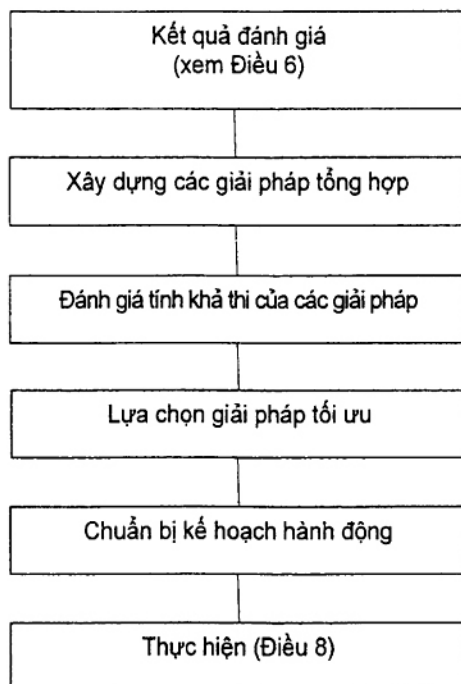 Kết quả đánh giá
(xem Điều 6)
Xây dựng các giải pháp tổng hợp
Đánh giá tính khả thi của các giải pháp
Lựa chọn giải pháp tối ưu
Chuẩn bị kế hoạch hành động
Thực hiện (Điều 8)